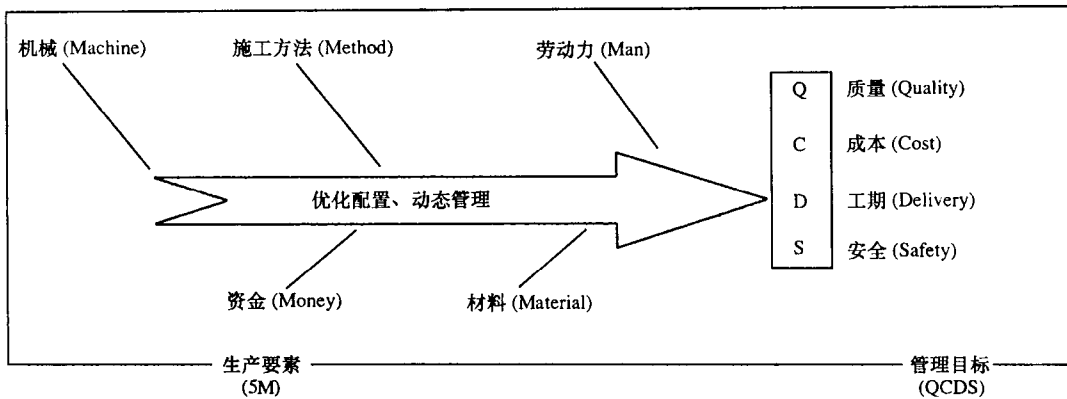 机械 (Machine)
施工方法 (Method)
劳动力 (Man)
Q 质量 (Quality)
C 成本 (Cost)
优化配置、动态管理
D 工期 (Delivery)
S 安全 (Safety)
资金 (Money)
材料 (Material)
生产要素
(5M)
管理目标
(QCDS)